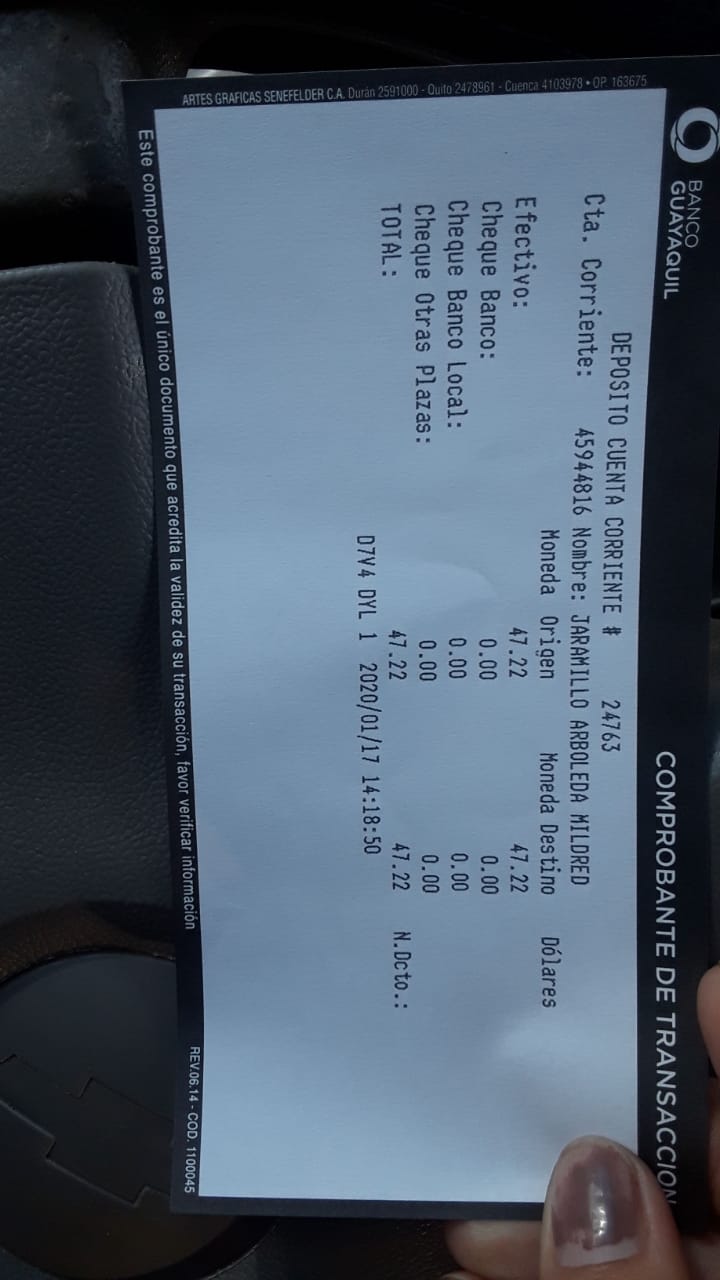 BANCO
GUAYAQUIL
COMPROBANTE DE TRANSACCION
DEPOSITO CUENTA CORRIENTE # 24763
Cta. Corriente: 45944816 Nombre: JARAMILLO ARBOLEDA MILDRED
Moneda Origen Moneda Destino Dólares
Efectivo: 47.22 47.22
Cheque Banco: 0.00 0.00
Cheque Banco Local: 0.00 0.00
Cheque Otras Plazas: 0.00 0.00
TOTAL: 47.22 47.22 N.Dcto.:
D7V4 DYL 1 2020/01/17 14:18:50
Este comprobante es el único documento que acredita la validez de su transacción, favor verificar información
REV.06.14 - COD. 1100045
ARTES GRAFICAS SENEFELDER C.A. Durán 2591000 - Quito 2478961 - Cuenca 4103978 • OP. 163675